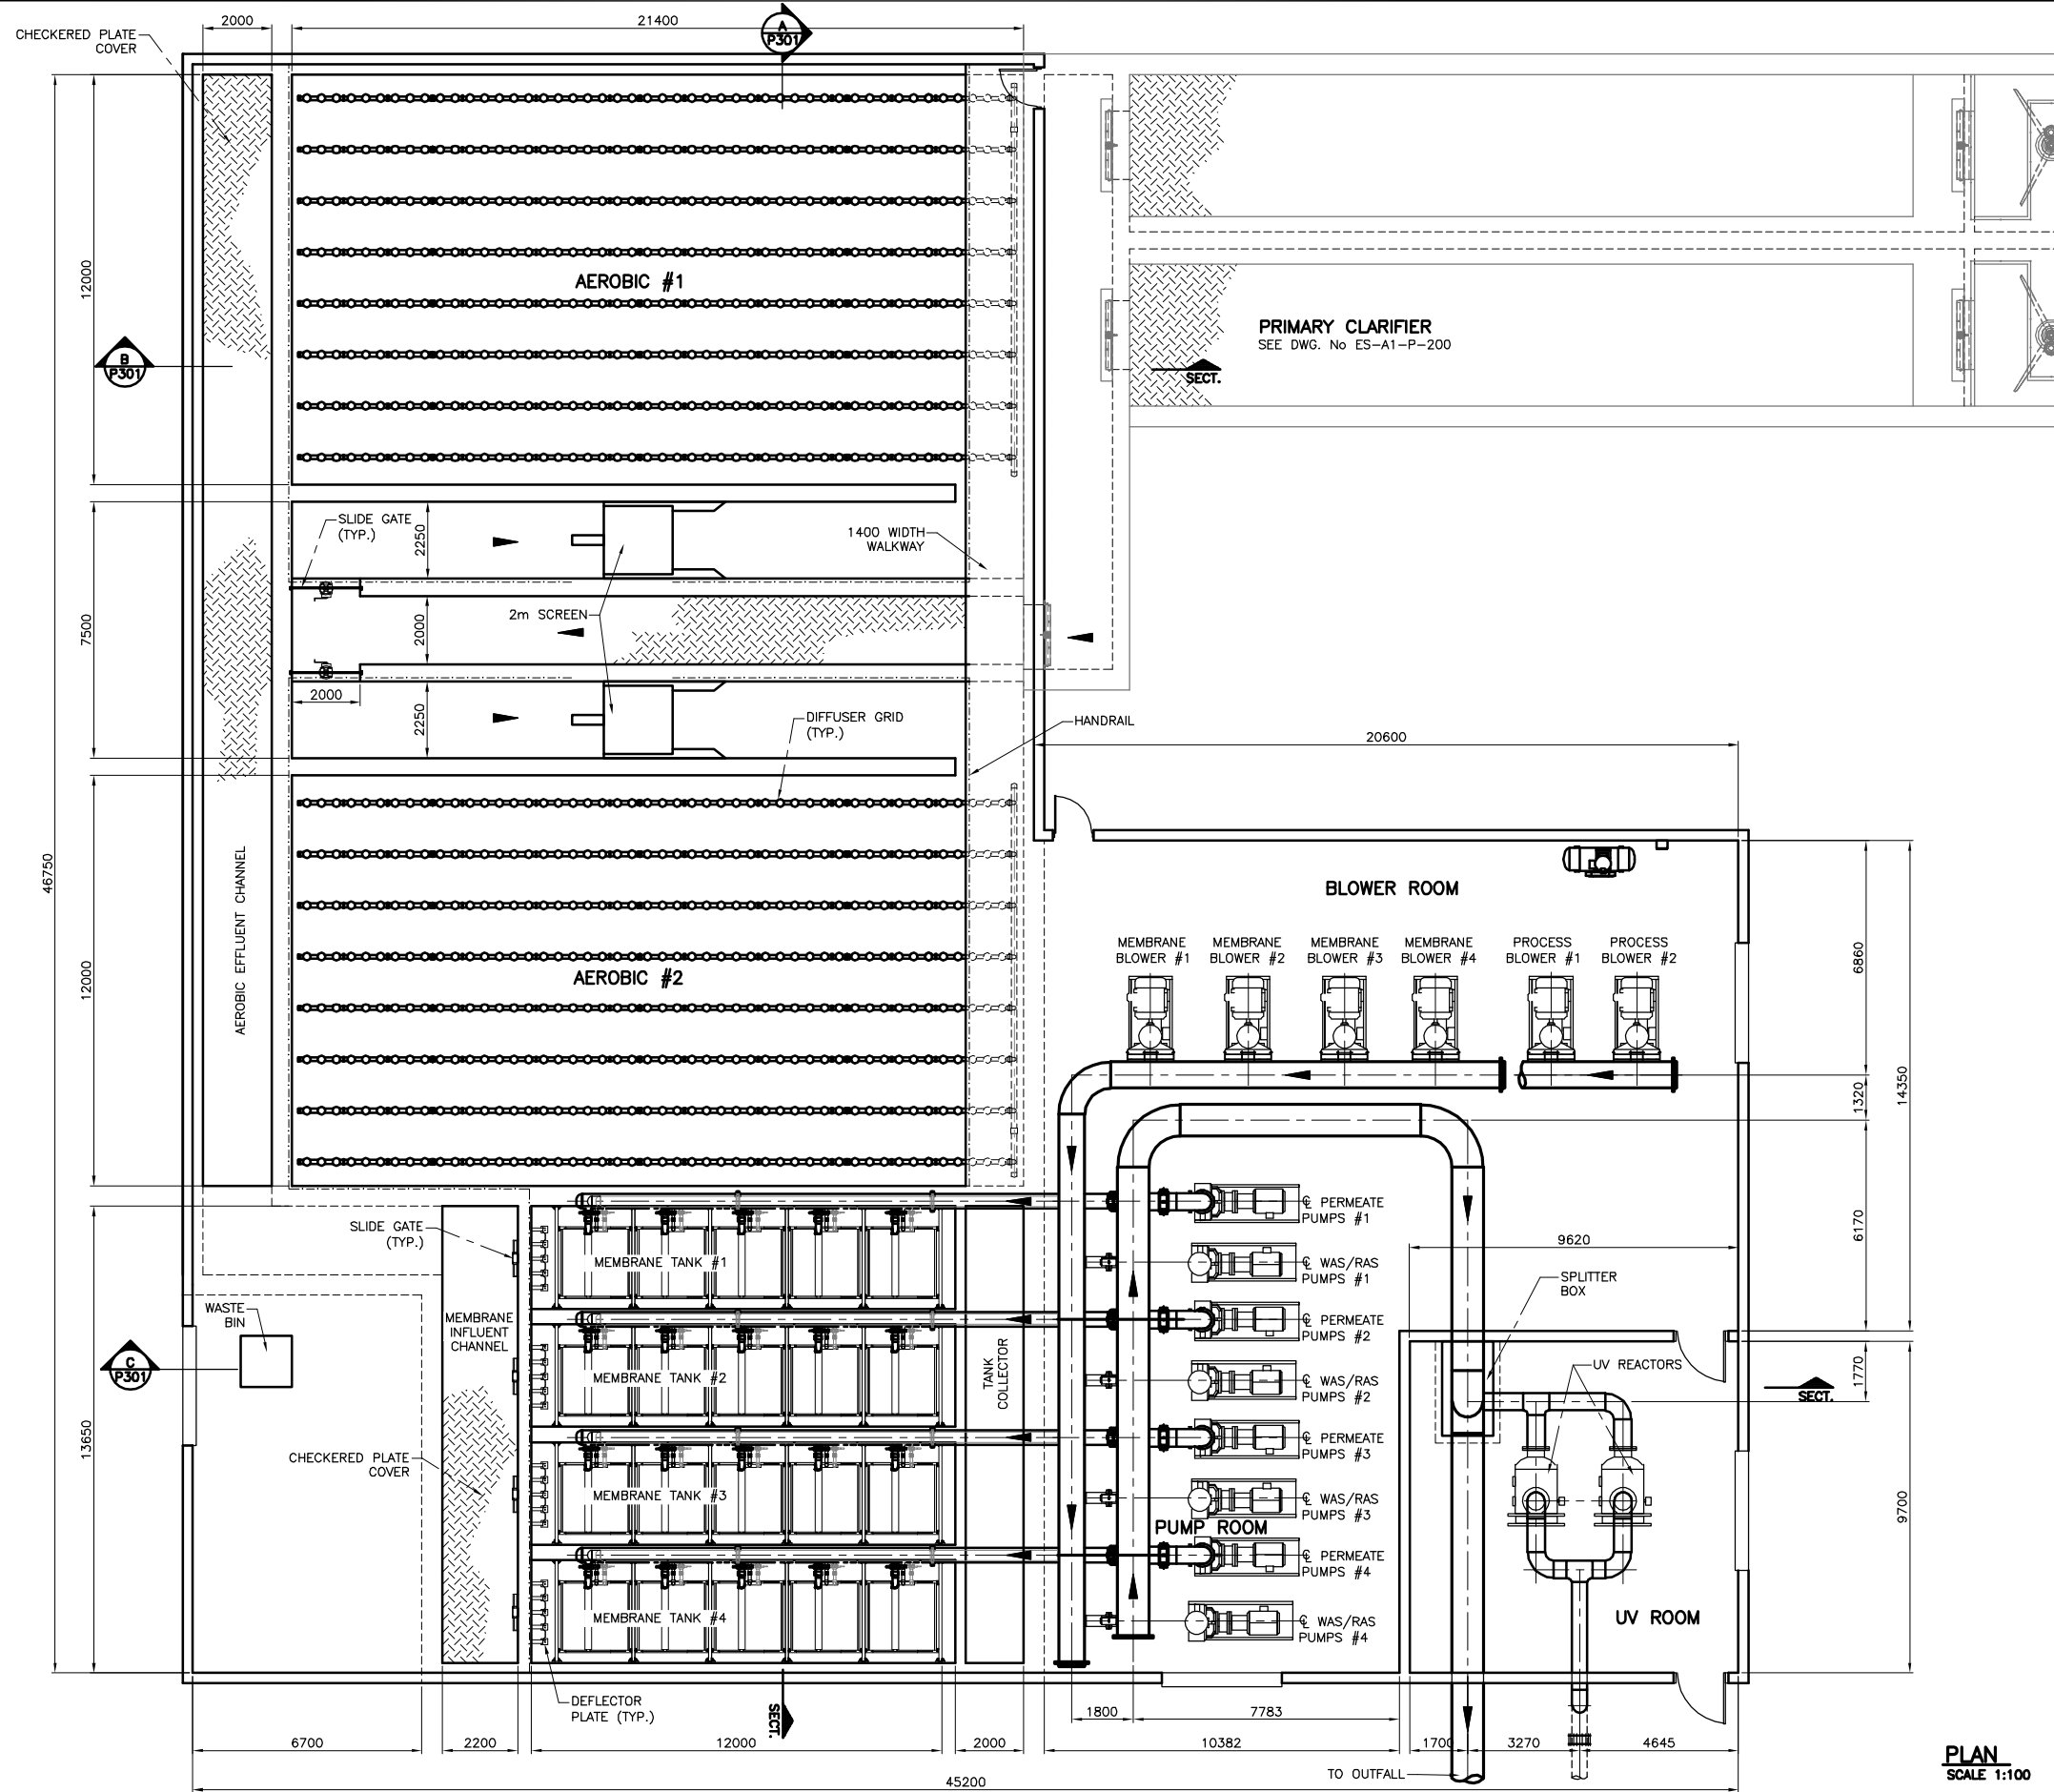 2000
21400
A
P301
CHECKERED PLATE
COVER
12000
AEROBIC #1
PRIMARY CLARIFIER
SEE DWG. No ES-A1-P-200
SECT.
B
P301
SLIDE GATE
(TYP.)
2250
1400 WIDTH
WALKWAY
7500
2m SCREEN
2000
2000
2250
DIFFUSER GRID
(TYP.)
HANDRAIL
20600
46750
AEROBIC EFFLUENT CHANNEL
12000
AEROBIC #2
BLOWER ROOM
MEMBRANE
BLOWER #1
MEMBRANE
BLOWER #2
MEMBRANE
BLOWER #3
MEMBRANE
BLOWER #4
PROCESS
BLOWER #1
PROCESS
BLOWER #2
6860
1320
14350
6170
SLIDE GATE
(TYP.)
MEMBRANE TANK #1
℄ PERMEATE
PUMPS #1
℄ WAS/RAS
PUMPS #1
9620
SPLITTER
BOX
WASTE
BIN
MEMBRANE
INFLUENT
CHANNEL
℄ PERMEATE
PUMPS #2
C
P301
MEMBRANE TANK #2
TANK
COLLECTOR
℄ WAS/RAS
PUMPS #2
UV REACTORS
1770
SECT.
13650
CHECKERED PLATE
COVER
MEMBRANE TANK #3
℄ PERMEATE
PUMPS #3
℄ WAS/RAS
PUMPS #3
PUMP ROOM
9700
℄ PERMEATE
PUMPS #4
MEMBRANE TANK #4
℄ WAS/RAS
PUMPS #4
UV ROOM
DEFLECTOR
PLATE (TYP.)
SECT.
1800
7783
6700
2200
12000
2000
10382
1700
3270
4645
TO OUTFALL
45200
PLAN
SCALE 1:100